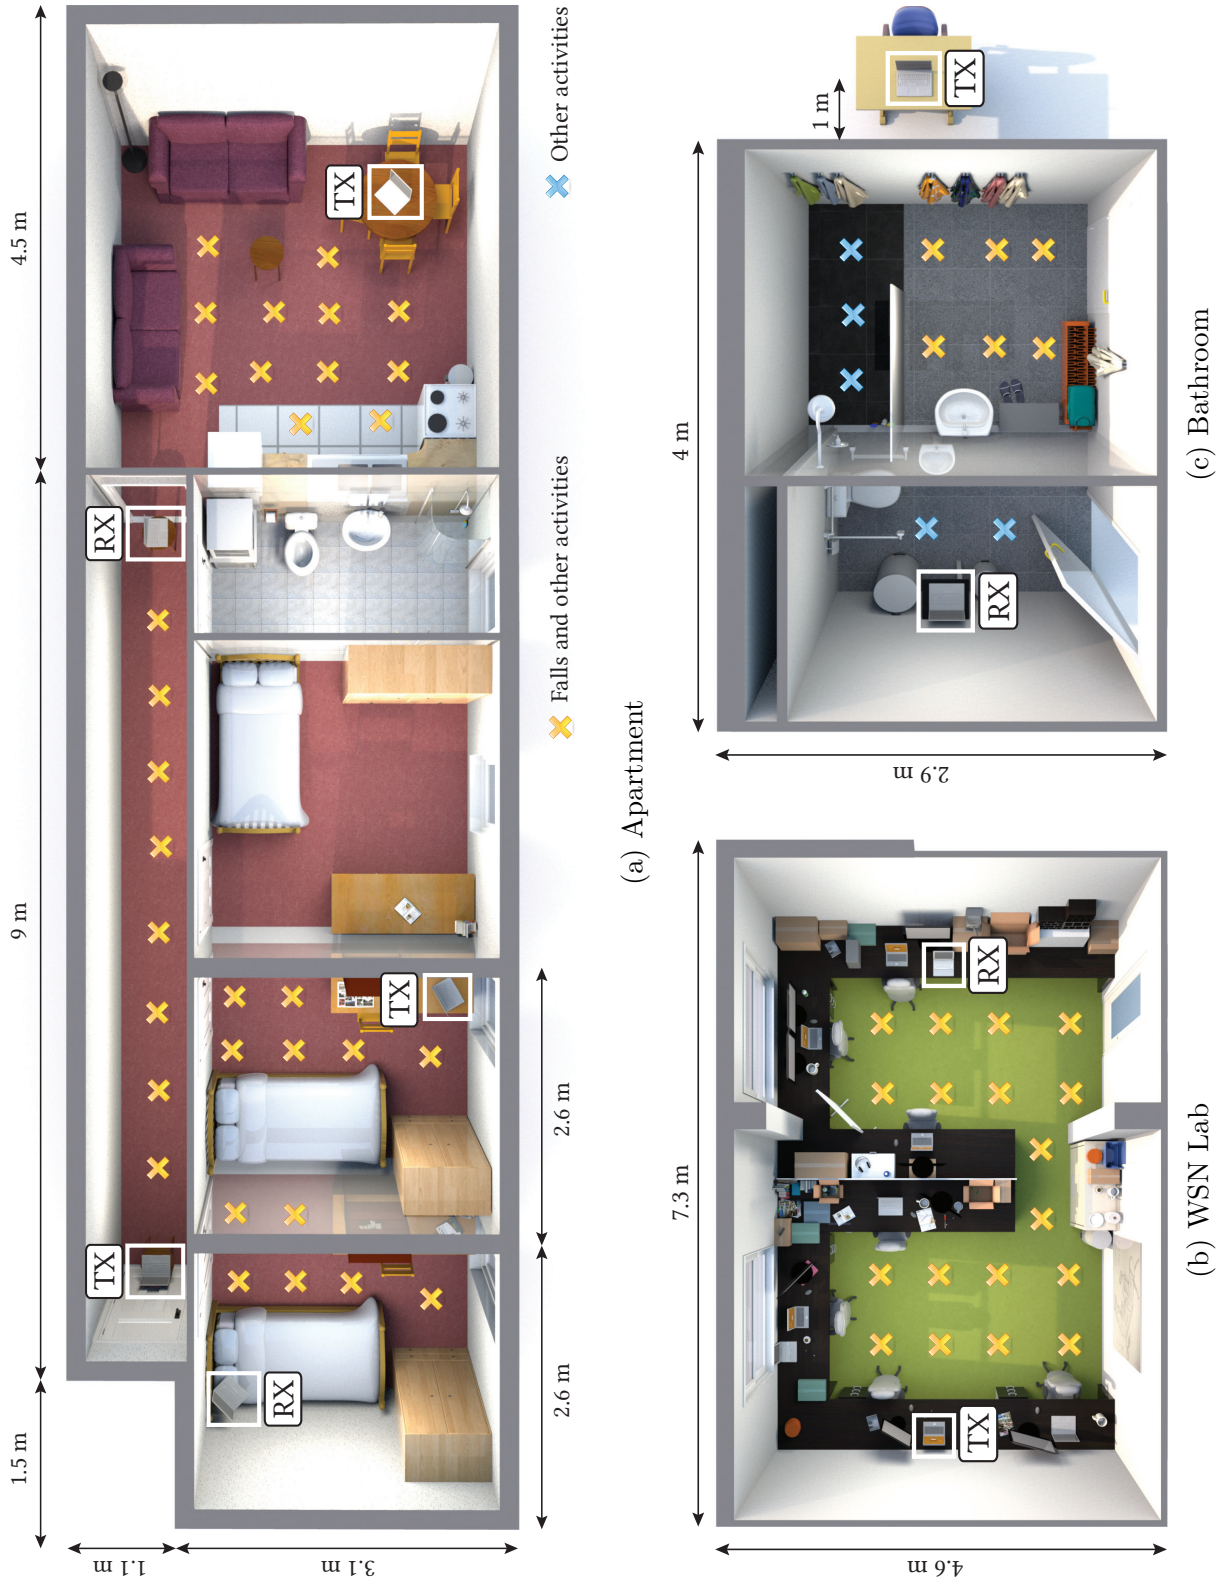 1.5 m
9 m
4.5 m
1.1 m
3.1 m
TX
RX
TX
RX
TX
2.6 m
2.6 m
Falls and other activities
Other activities
(a) Apartment
7.3 m
4.6 m
TX
RX
(b) WSN Lab
4 m
1 m
2.9 m
RX
TX
(c) Bathroom